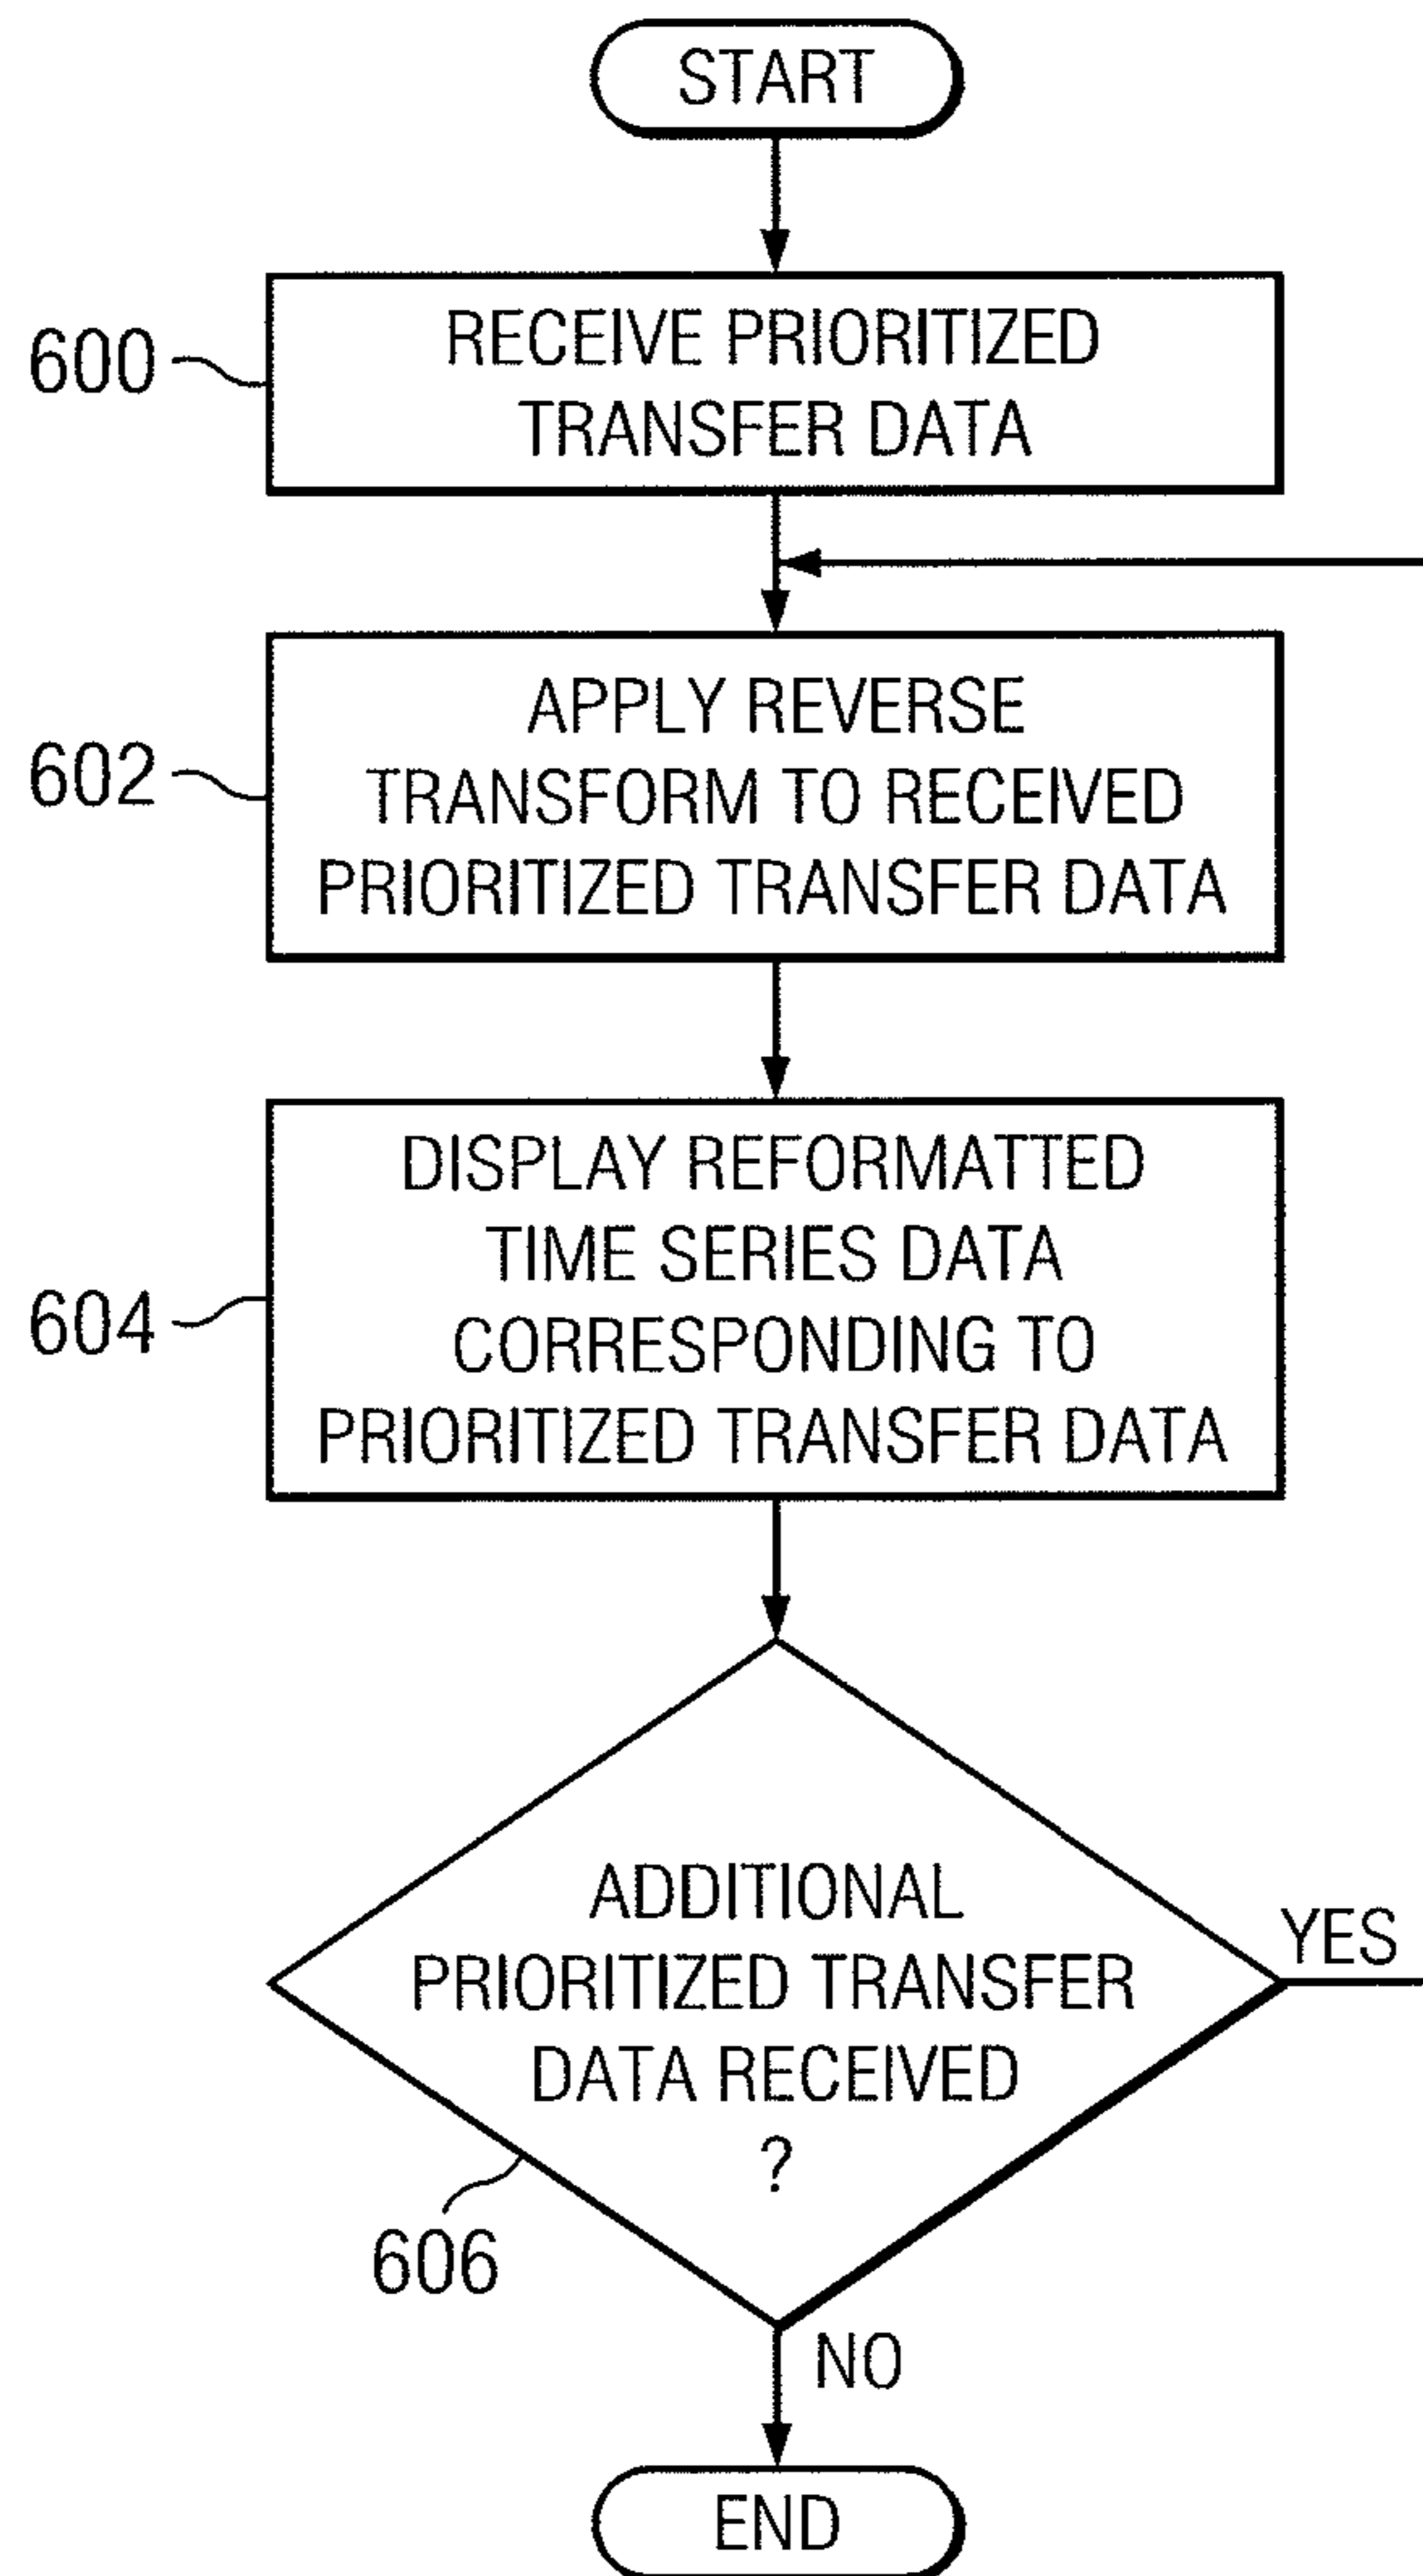 START
600
RECEIVE PRIORITIZED
TRANSFER DATA
602
APPLY REVERSE
TRANSFORM TO RECEIVED
PRIORITIZED TRANSFER DATA
604
DISPLAY REFORMATTED
TIME SERIES DATA
CORRESPONDING TO
PRIORITIZED TRANSFER DATA
ADDITIONAL
PRIORITIZED TRANSFER
DATA RECEIVED
?
YES
606
NO
END